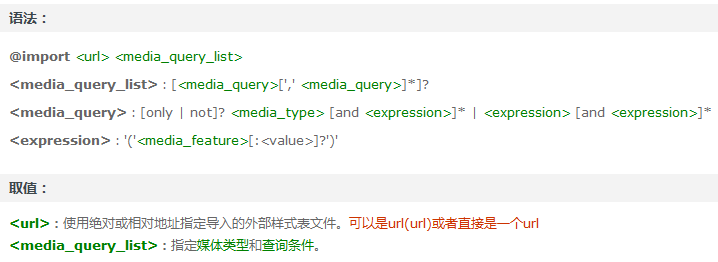 语法：
@import <url> <media_query_list>
<media_query_list>：[<media_query>[',' <media_query>]*]?
<media_query>：[only | not]? <media_type> [and <expression>]* | <expression> [and <expression>]*
<expression>：'('<media_feature>[:<value>]?')'
取值：
<url>：使用绝对或相对地址指定导入的外部样式表文件。可以是url(url)或者直接是一个url
<media_query_list>：指定媒体类型和查询条件。